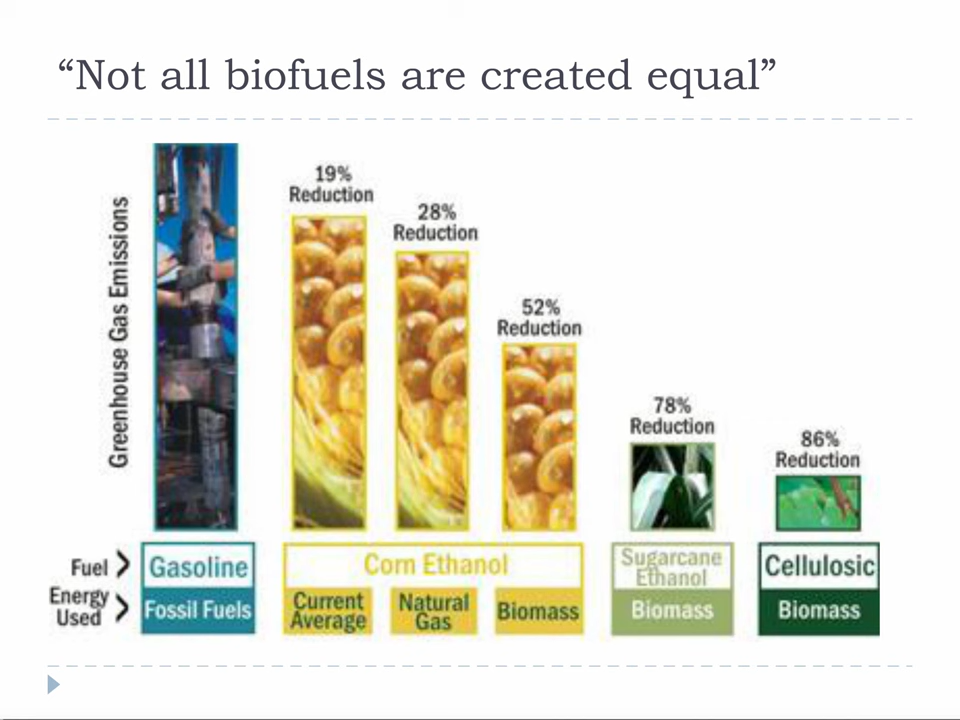 “Not all biofuels are created equal”
Greenhouse Gas Emissions
19%
Reduction
28%
Reduction
52%
Reduction
78%
Reduction
86%
Reduction
Fuel >
Gasoline
Corn Ethanol
Sugarcane
Ethanol
Cellulosic
Energy
Used >
Fossil Fuels
Current
Average
Natural
Gas
Biomass
Biomass
Biomass